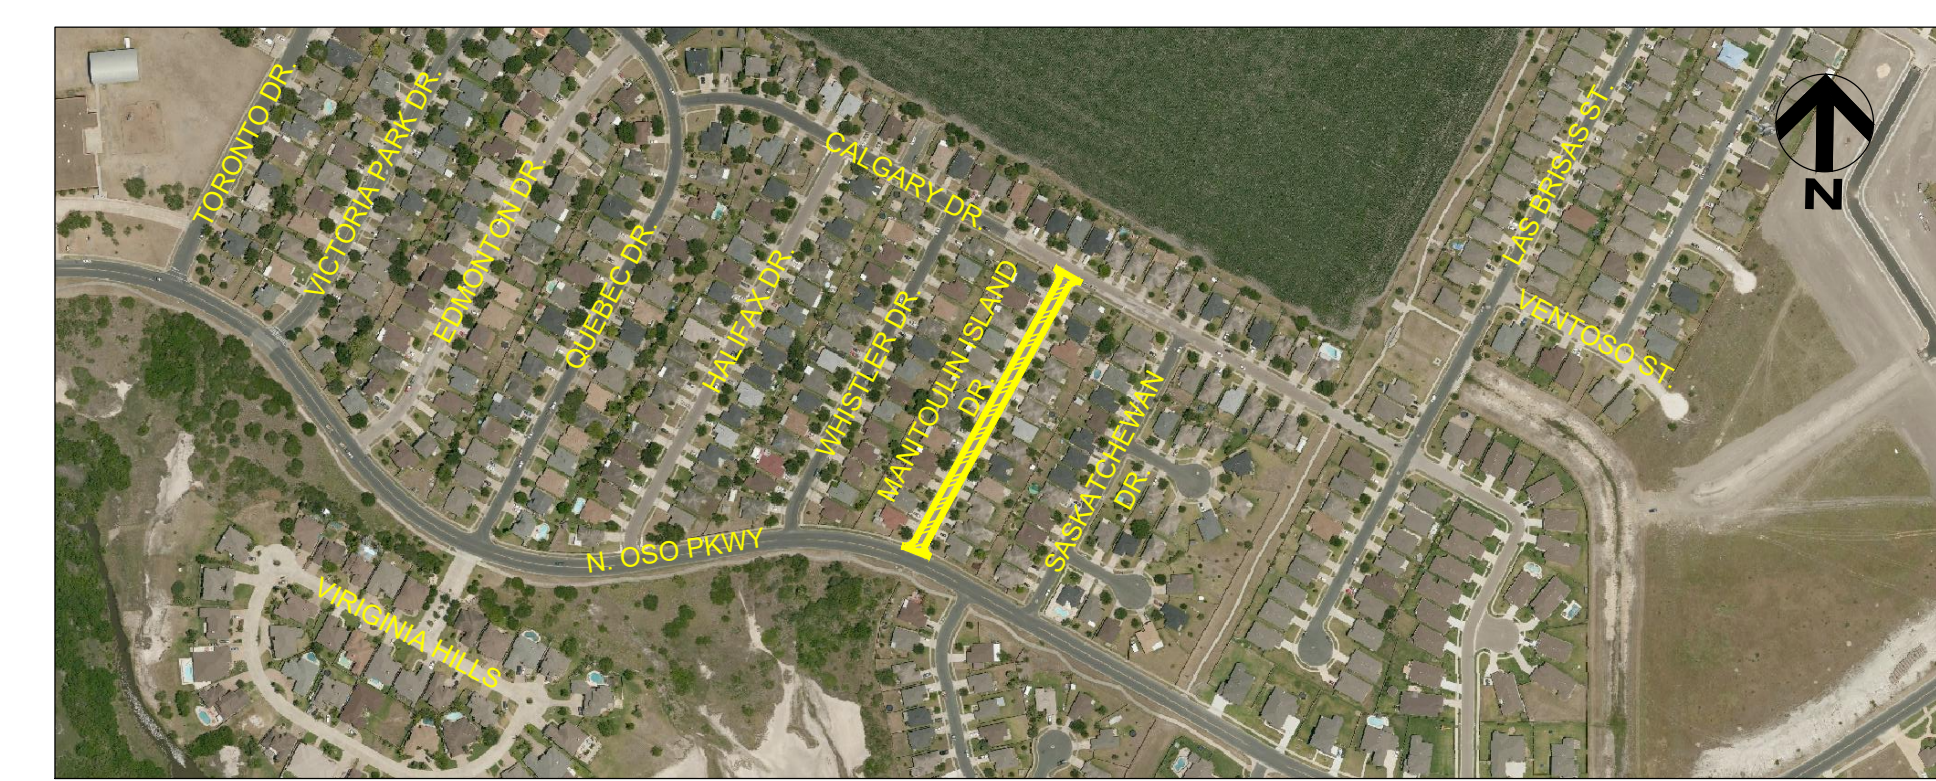 TORONTO DR.
VICTORIA PARK DR.
EDMONTON DR.
QUEBEC DR.
HALIFAX DR.
WHISTLER DR.
CALGARY DR.
MANITOULIN ISLAND
DR.
SASKATCHEWAN
DR.
LAS BRISAS ST.
VENTOSO ST.
N
N. OSO PKWY
VIRIGINIA HILLS